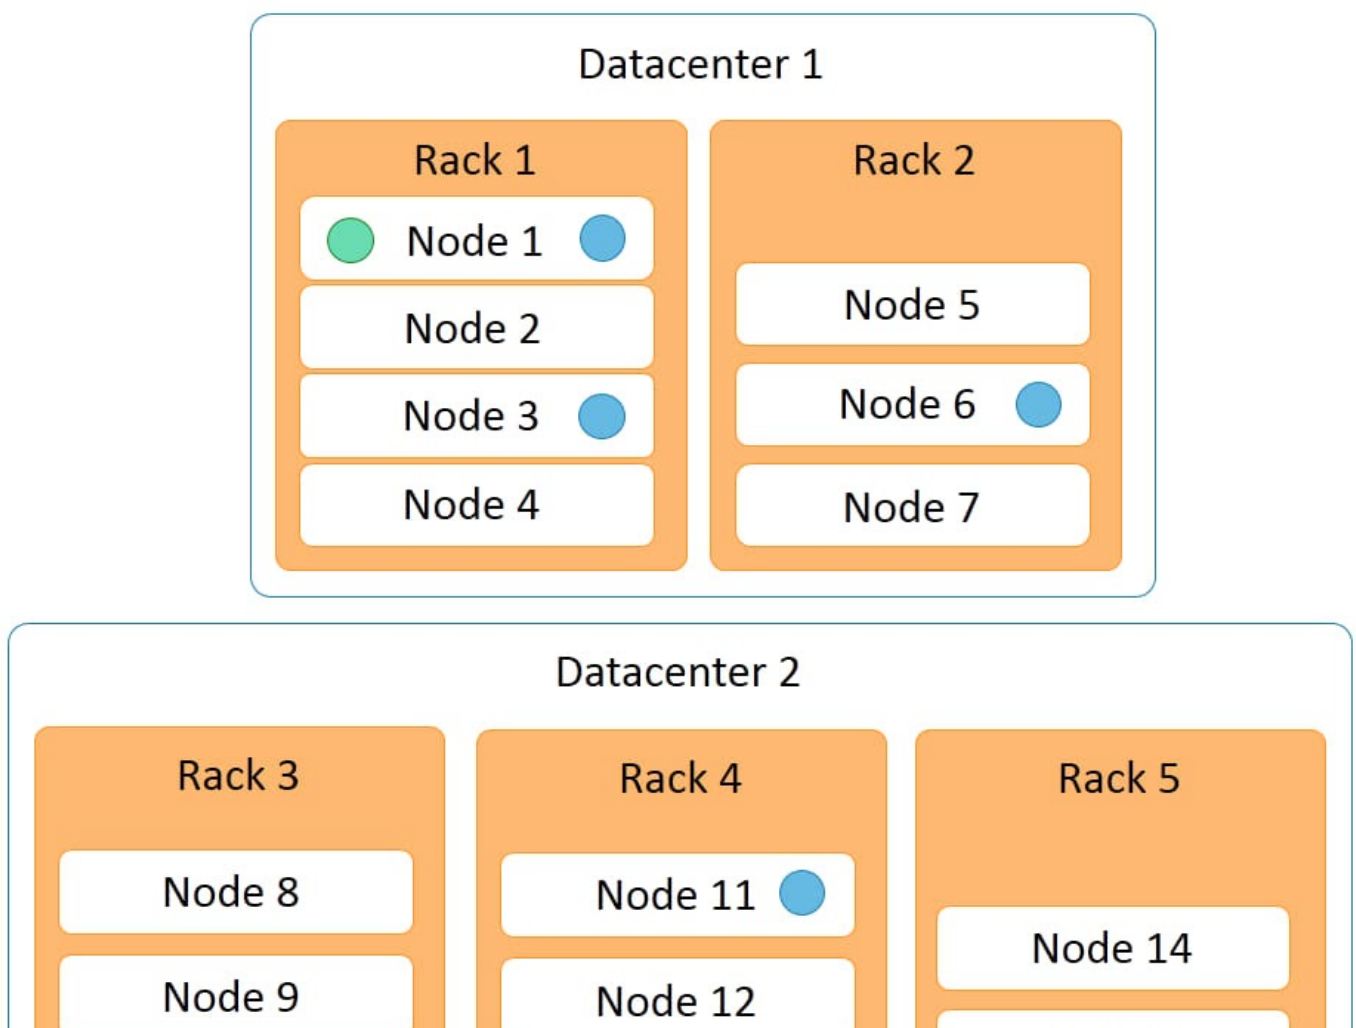 Datacenter 1
Rack 1
Node 1
Node 2
Node 3
Node 4
Rack 2
Node 5
Node 6
Node 7
Datacenter 2
Rack 3
Node 8
Node 9
Rack 4
Node 11
Node 12
Rack 5
Node 14